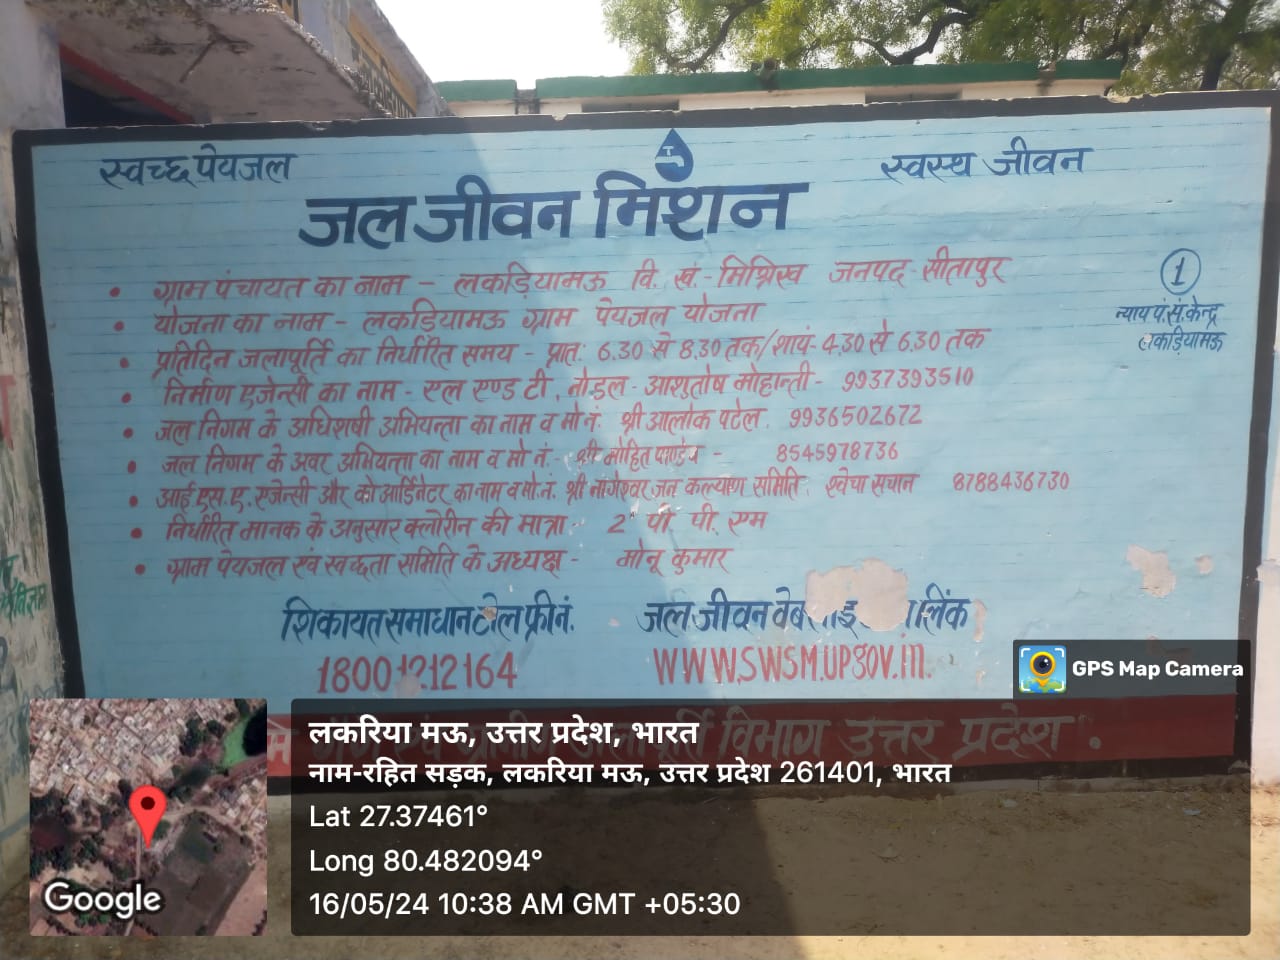 स्वच्छ पेयजल
स्वस्थ जीवन
जल जीवन मिशन
• ग्राम पंचायत का नाम - लकड़ियामऊ वि. खं.- मिश्रिख जनपद सीतापुर
• योजना का नाम - लकड़ियामऊ ग्राम पेयजल योजना
• प्रतिदिन जलापूर्ति का निर्धारित समय - प्रातः 6.30 से 8.30 तक/शायं 4.30 से 6.30 तक
• निर्माण एजेन्सी का नाम - एल एण्ड टी, नोडल - आशुतोष मोहान्ती - 9937393510
• जल निगम के अधिशषी अभियन्ता का नाम व मो नं. श्री आलोक पटेल. 9936502672
• जल निगम के अवर अभियन्ता का नाम व मो नं. - श्री मोहित पाण्डेय - 8545978736
• आई.एस.ए. एजेन्सी और को आर्डिनेटर का नाम व मो.नं. श्री नागेश्वर जन कल्याण समिति, श्वेचा सचान 8788436730
• निर्धारित मानक के अनुसार क्लोरीन की मात्रा - 2 पी. पी. एम
• ग्राम पेयजल एवं स्वच्छता समिति के अध्यक्ष - मोनू कुमार
1
न्याय पं.सं.केन्द्र
लकड़ियामऊ
शिकायत समाधान टोल फ्री नं.
18001212164
जल जीवन लिंक
WWW.SWSM.UPGOV.in.
विभाग उत्तर प्रदेश .
GPS Map Camera
लकरिया मऊ, उत्तर प्रदेश, भारत
नाम-रहित सड़क, लकरिया मऊ, उत्तर प्रदेश 261401, भारत
Lat 27.37461°
Long 80.482094°
16/05/24 10:38 AM GMT +05:30
Google